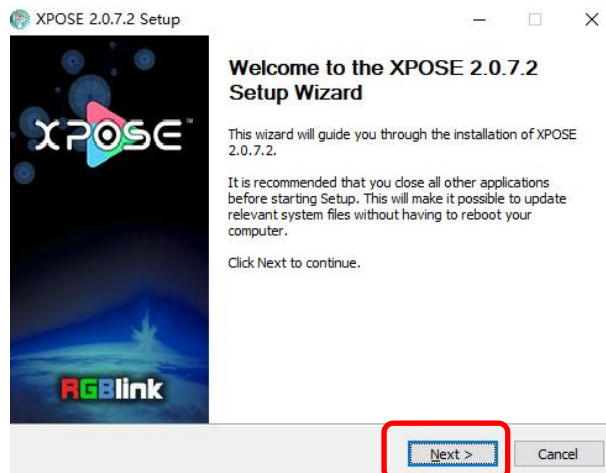 XPOSE 2.0.7.2 Setup
XPOSE™
RGBlink
Welcome to the XPOSE 2.0.7.2
Setup Wizard
This wizard will guide you through the installation of XPOSE
2.0.7.2.
It is recommended that you close all other applications
before starting Setup. This will make it possible to update
relevant system files without having to reboot your
computer.
Click Next to continue.
Next >
Cancel